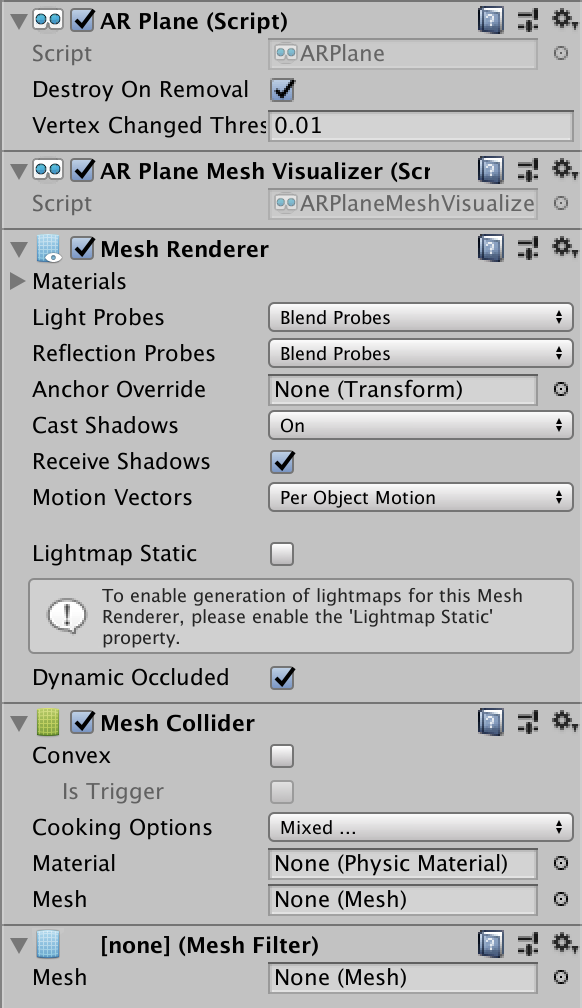 AR Plane (Script)
Script ARPlane
Destroy On Removal
Vertex Changed Thres 0.01
AR Plane Mesh Visualizer (Scr
Script ARPlaneMeshVisualize
Mesh Renderer
Materials
Light Probes Blend Probes
Reflection Probes Blend Probes
Anchor Override None (Transform)
Cast Shadows On
Receive Shadows
Motion Vectors Per Object Motion
Lightmap Static
To enable generation of lightmaps for this Mesh
Renderer, please enable the 'Lightmap Static'
property.
Dynamic Occluded
Mesh Collider
Convex
Is Trigger
Cooking Options Mixed ...
Material None (Physic Material)
Mesh None (Mesh)
[none] (Mesh Filter)
Mesh None (Mesh)